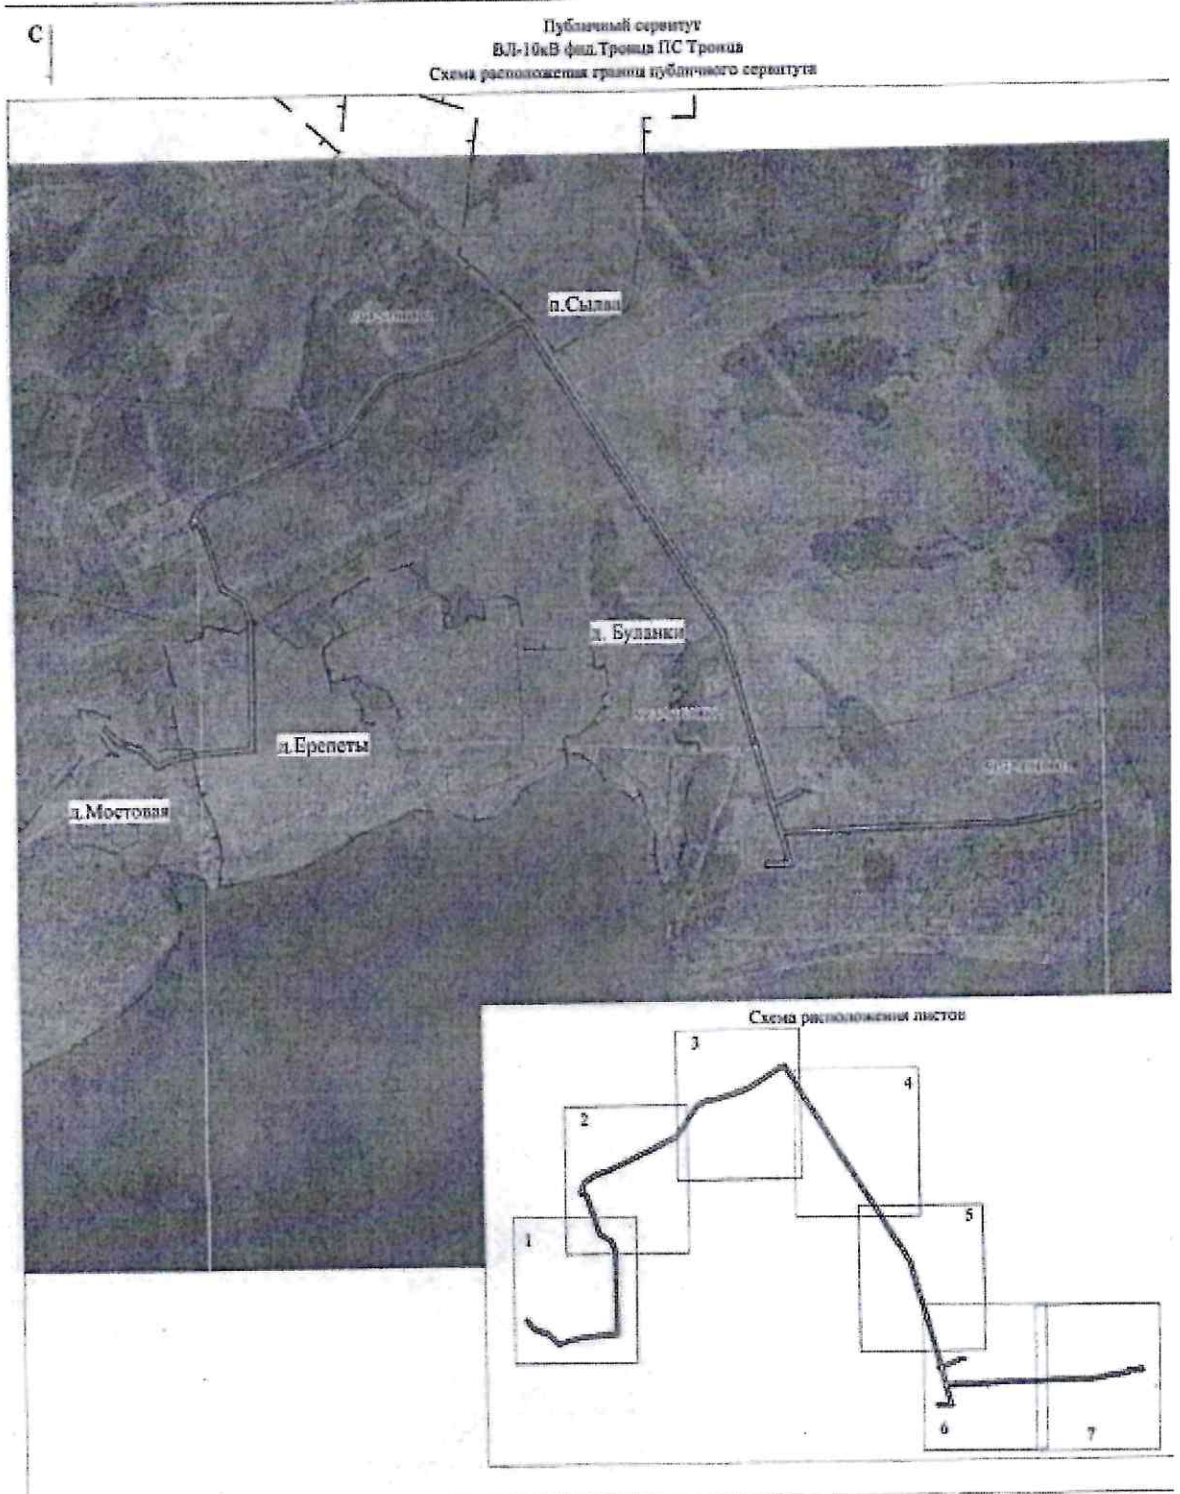 С
Публичный сервитут
ВЛ-10кВ фид.Троица ПС Троица
Схема расположения границ публичного сервитута
п.Сылва
д. Буланки
д.Ерепеты
д.Мостовая
Схема расположения листов
3
4
2
5
1
6
7